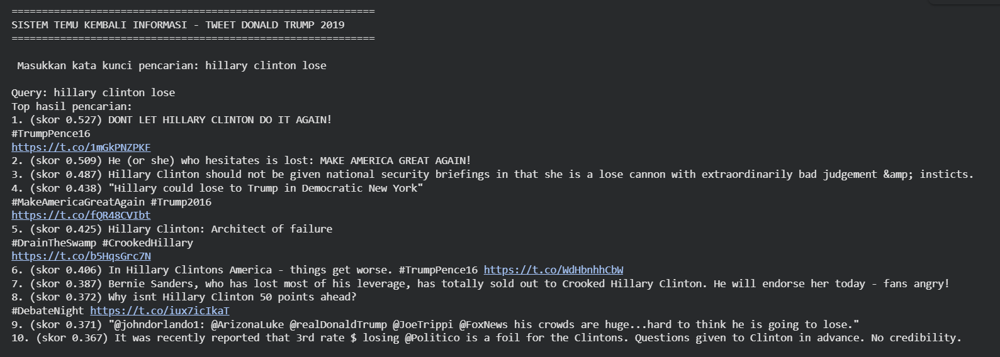 ============================================================
SISTEM TEMU KEMBALI INFORMASI - TWEET DONALD TRUMP 2019
============================================================
Masukkan kata kunci pencarian: hillary clinton lose
Query: hillary clinton lose
Top hasil pencarian:
1. (skor 0.527) DONT LET HILLARY CLINTON DO IT AGAIN!
#TrumpPence16
https://t.co/1mGkPNZPKF
2. (skor 0.509) He (or she) who hesitates is lost: MAKE AMERICA GREAT AGAIN!
3. (skor 0.487) Hillary Clinton should not be given national security briefings in that she is a lose cannon with extraordinarily bad judgement &amp; insticts.
4. (skor 0.438) "Hillary could lose to Trump in Democratic New York"
#MakeAmericaGreatAgain #Trump2016
https://t.co/fQR48CVIbt
5. (skor 0.425) Hillary Clinton: Architect of failure
#DrainTheSwamp #CrookedHillary
https://t.co/b5HqsGrc7N
6. (skor 0.406) In Hillary Clintons America - things get worse. #TrumpPence16 https://t.co/WdHbnhhCbW
7. (skor 0.387) Bernie Sanders, who has lost most of his leverage, has totally sold out to Crooked Hillary Clinton. He will endorse her today - fans angry!
8. (skor 0.372) Why isnt Hillary Clinton 50 points ahead?
#DebateNight https://t.co/iux7icIkaT
9. (skor 0.371) "@johndorlando1: @ArizonaLuke @realDonaldTrump @JoeTrippi @FoxNews his crowds are huge...hard to think he is going to lose."
10. (skor 0.367) It was recently reported that 3rd rate $ losing @Politico is a foil for the Clintons. Questions given to Clinton in advance. No credibility.